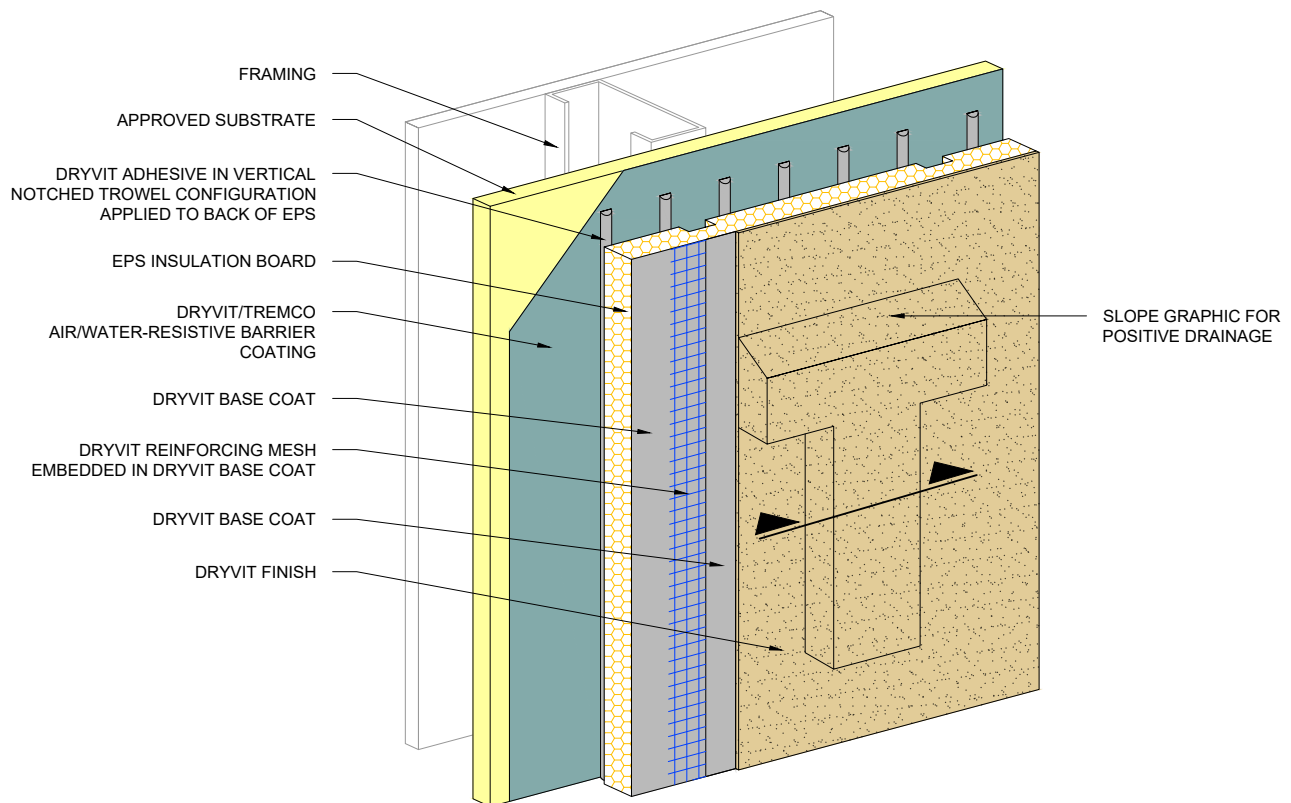 FRAMING
APPROVED SUBSTRATE
DRYVIT ADHESIVE IN VERTICAL
NOTCHED TROWEL CONFIGURATION
APPLIED TO BACK OF EPS
EPS INSULATION BOARD
DRYVIT/TREMCO
AIR/WATER-RESISTIVE BARRIER
COATING
DRYVIT BASE COAT
DRYVIT REINFORCING MESH
EMBEDDED IN DRYVIT BASE COAT
DRYVIT BASE COAT
DRYVIT FINISH
SLOPE GRAPHIC FOR
POSITIVE DRAINAGE